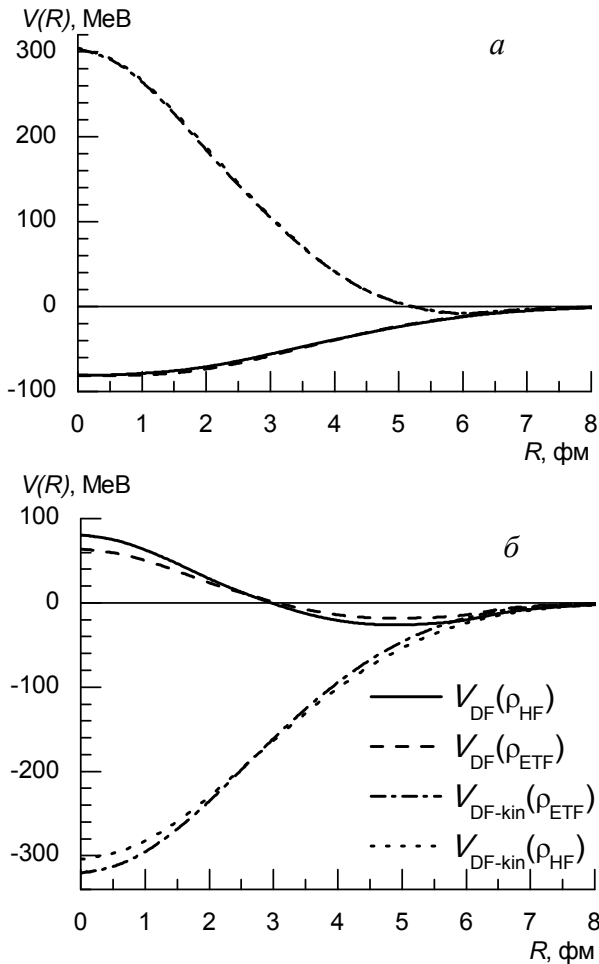 V(R), МеВ
а
300
200
100
0
-100
0 1 2 3 4 5 6 7 8
R, фм
V(R), МеВ
б
100
0
-100
-200
-300
V_DF(ρ_HF)
V_DF(ρ_ETF)
V_DF-kin(ρ_ETF)
V_DF-kin(ρ_HF)
0 1 2 3 4 5 6 7 8
R, фм